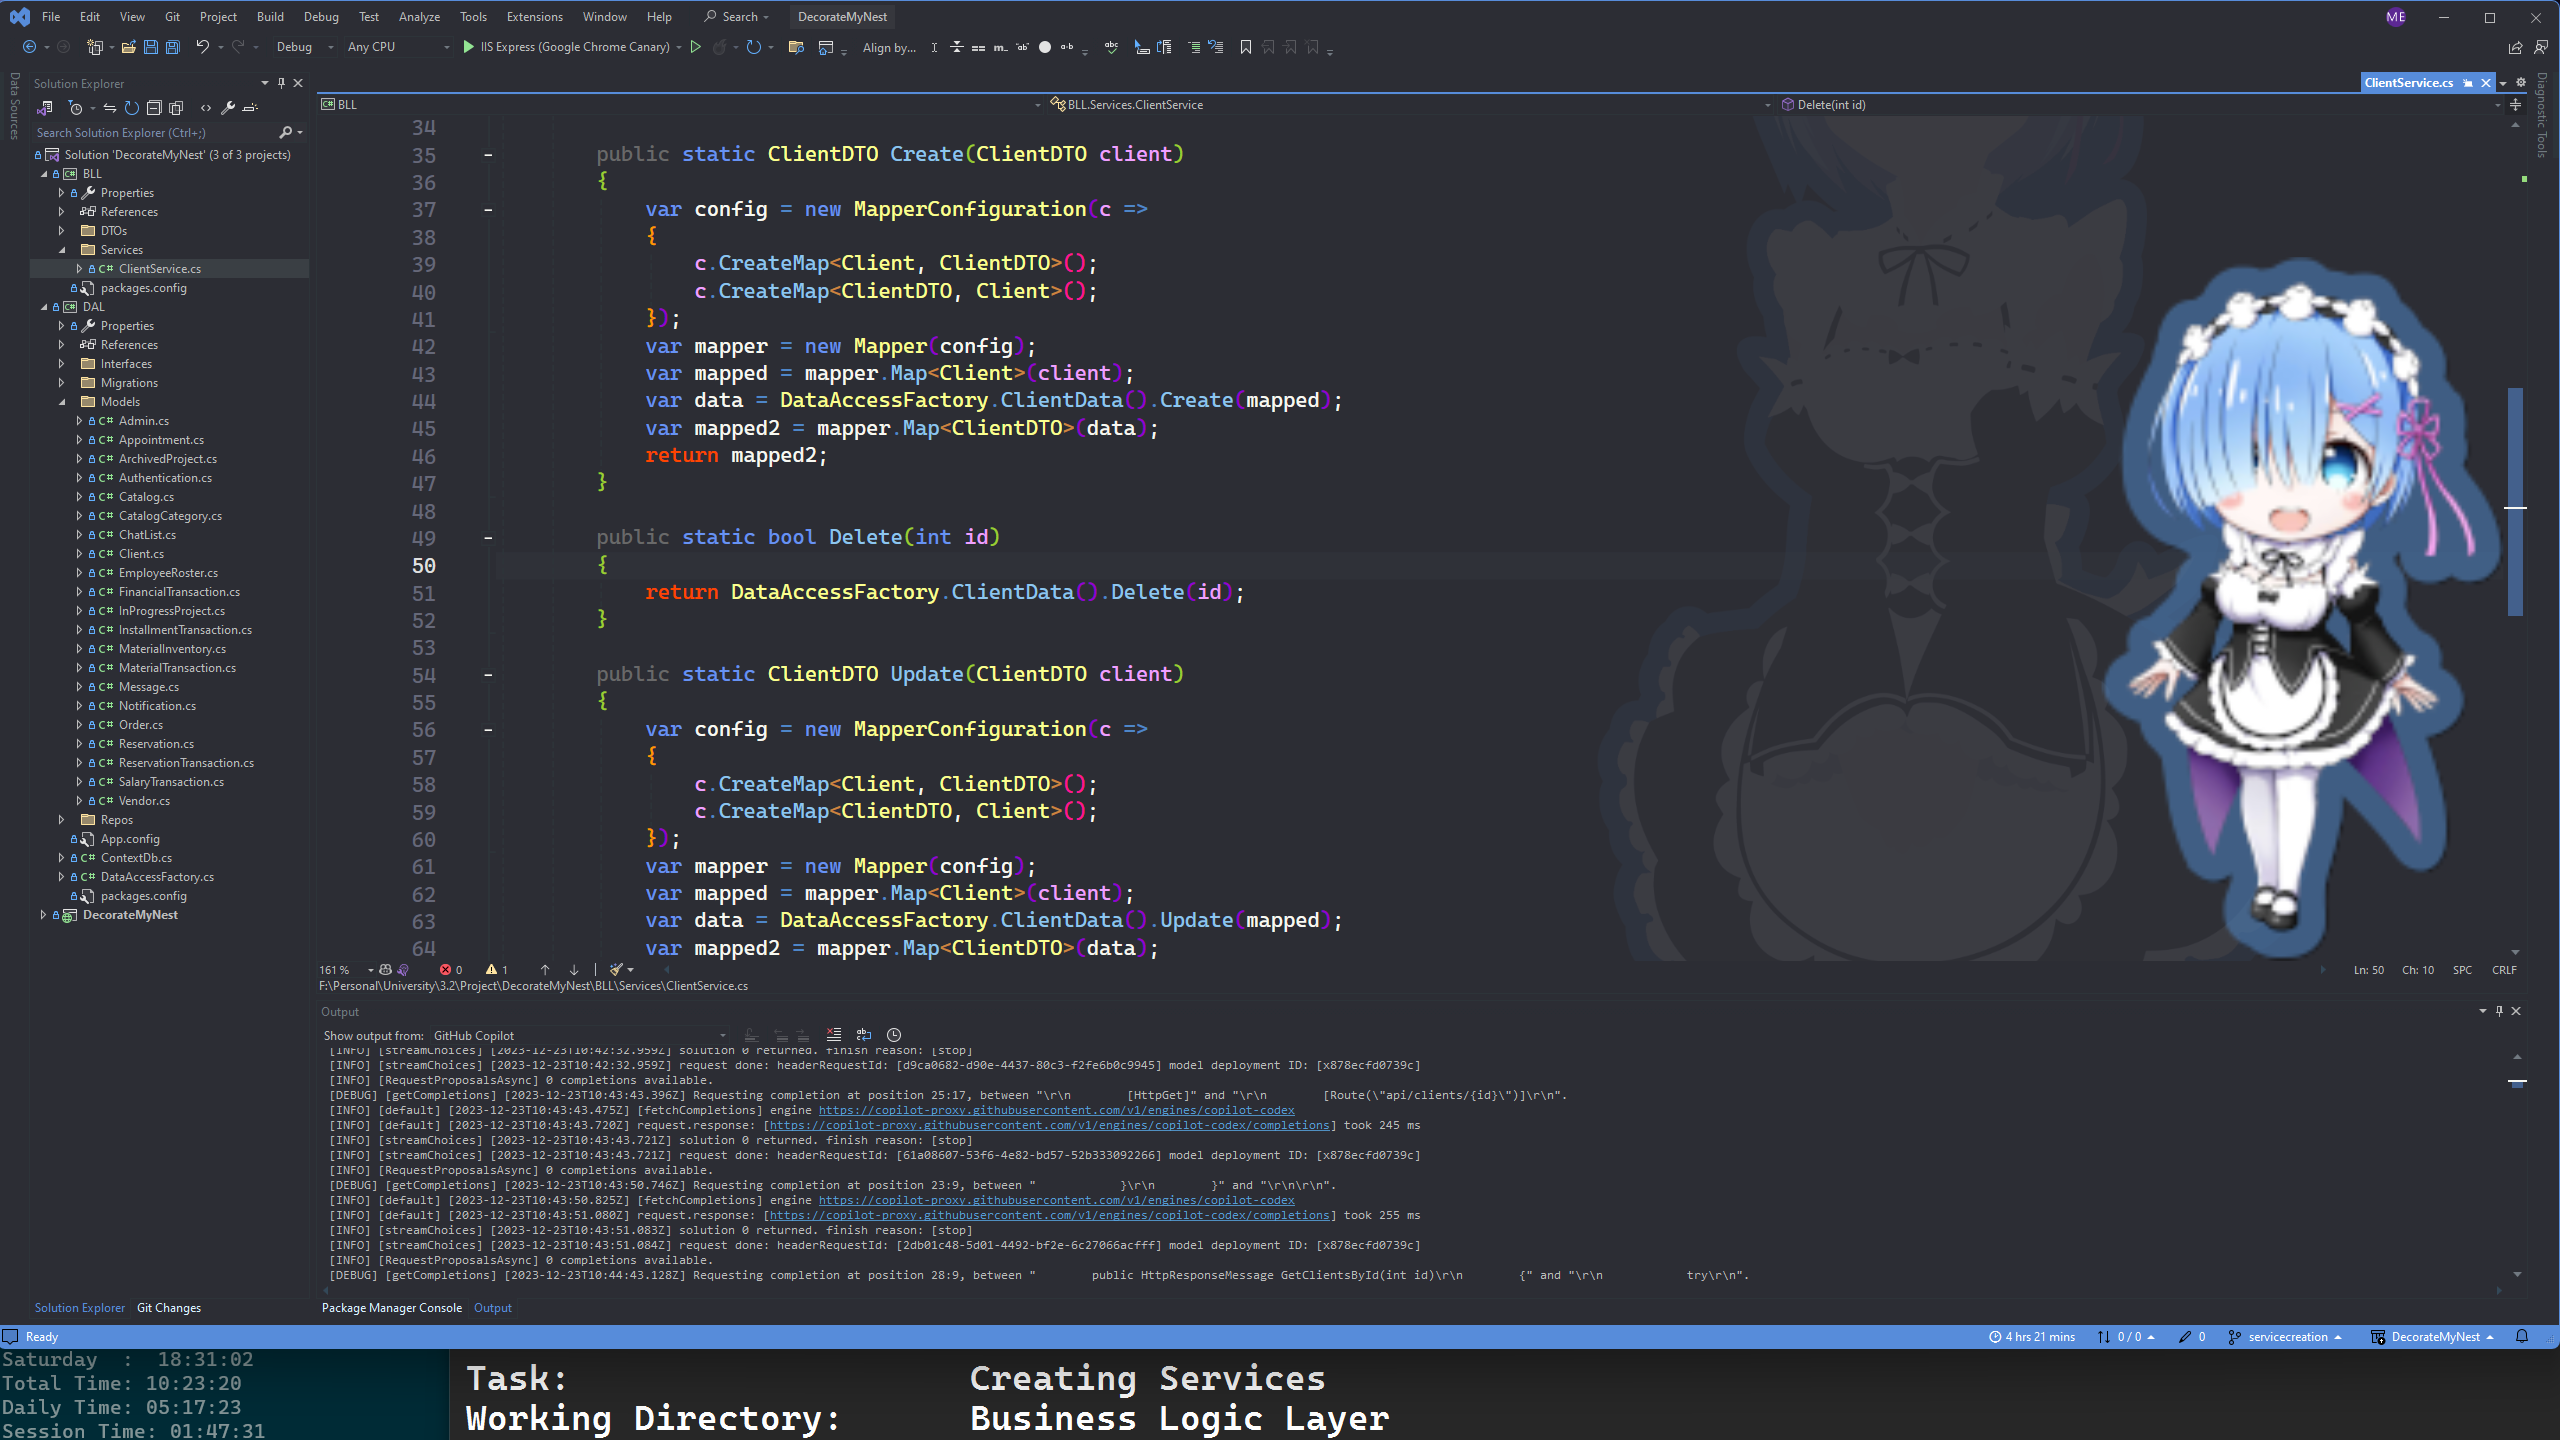 File Edit View Git Project Build Debug Test Analyze Tools Extensions Window Help Search DecorateMyNest ME
Debug Any CPU IIS Express (Google Chrome Canary) Align by...
Data Sources
Solution Explorer
Search Solution Explorer (Ctrl+;)
Solution 'DecorateMyNest' (3 of 3 projects)
BLL
Properties
References
DTOs
Services
C# ClientService.cs
packages.config
DAL
Properties
References
Interfaces
Migrations
Models
C# Admin.cs
C# Appointment.cs
C# ArchivedProject.cs
C# Authentication.cs
C# Catalog.cs
C# CatalogCategory.cs
C# ChatList.cs
C# Client.cs
C# EmployeeRoster.cs
C# FinancialTransaction.cs
C# InProgressProject.cs
C# InstallmentTransaction.cs
C# MaterialInventory.cs
C# MaterialTransaction.cs
C# Message.cs
C# Notification.cs
C# Order.cs
C# Reservation.cs
C# ReservationTransaction.cs
C# SalaryTransaction.cs
C# Vendor.cs
Repos
App.config
C# ContextDb.cs
C# DataAccessFactory.cs
packages.config
DecorateMyNest
Solution Explorer Git Changes
ClientService.cs
Diagnostic Tools
BLL BLL.Services.ClientService Delete(int id)
34
35 public static ClientDTO Create(ClientDTO client)
36 {
37 var config = new MapperConfiguration(c =>
38 {
39 c.CreateMap<Client, ClientDTO>();
40 c.CreateMap<ClientDTO, Client>();
41 });
42 var mapper = new Mapper(config);
43 var mapped = mapper.Map<Client>(client);
44 var data = DataAccessFactory.ClientData().Create(mapped);
45 var mapped2 = mapper.Map<ClientDTO>(data);
46 return mapped2;
47 }
48
49 public static bool Delete(int id)
50 {
51 return DataAccessFactory.ClientData().Delete(id);
52 }
53
54 public static ClientDTO Update(ClientDTO client)
55 {
56 var config = new MapperConfiguration(c =>
57 {
58 c.CreateMap<Client, ClientDTO>();
59 c.CreateMap<ClientDTO, Client>();
60 });
61 var mapper = new Mapper(config);
62 var mapped = mapper.Map<Client>(client);
63 var data = DataAccessFactory.ClientData().Update(mapped);
64 var mapped2 = mapper.Map<ClientDTO>(data);
161 % 0 1 Ln: 50 Ch: 10 SPC CRLF
F:\Personal\University\3.2\Project\DecorateMyNest\BLL\Services\ClientService.cs
Output
Show output from: GitHub Copilot
[INFO] [streamChoices] [2023-12-23T10:42:32.959Z] solution 0 returned. finish reason: [stop]
[INFO] [streamChoices] [2023-12-23T10:42:32.959Z] request done: headerRequestId: [d9ca0682-d90e-4437-80c3-f2fe6b0c9945] model deployment ID: [x878ecfd0739c]
[INFO] [RequestProposalsAsync] 0 completions available.
[DEBUG] [getCompletions] [2023-12-23T10:43:43.396Z] Requesting completion at position 25:17, between "\r\n [HttpGet]" and "\r\n [Route(\"api/clients/{id}\")]\r\n".
[INFO] [default] [2023-12-23T10:43:43.475Z] [fetchCompletions] engine https://copilot-proxy.githubusercontent.com/v1/engines/copilot-codex
[INFO] [default] [2023-12-23T10:43:43.720Z] request.response: [https://copilot-proxy.githubusercontent.com/v1/engines/copilot-codex/completions] took 245 ms
[INFO] [streamChoices] [2023-12-23T10:43:43.721Z] solution 0 returned. finish reason: [stop]
[INFO] [streamChoices] [2023-12-23T10:43:43.721Z] request done: headerRequestId: [61a08607-53f6-4e82-bd57-52b333092266] model deployment ID: [x878ecfd0739c]
[INFO] [RequestProposalsAsync] 0 completions available.
[DEBUG] [getCompletions] [2023-12-23T10:43:50.746Z] Requesting completion at position 23:9, between " }\r\n }" and "\r\n\r\n".
[INFO] [default] [2023-12-23T10:43:50.825Z] [fetchCompletions] engine https://copilot-proxy.githubusercontent.com/v1/engines/copilot-codex
[INFO] [default] [2023-12-23T10:43:51.080Z] request.response: [https://copilot-proxy.githubusercontent.com/v1/engines/copilot-codex/completions] took 255 ms
[INFO] [streamChoices] [2023-12-23T10:43:51.083Z] solution 0 returned. finish reason: [stop]
[INFO] [streamChoices] [2023-12-23T10:43:51.084Z] request done: headerRequestId: [2db01c48-5d01-4492-bf2e-6c27066acfff] model deployment ID: [x878ecfd0739c]
[INFO] [RequestProposalsAsync] 0 completions available.
[DEBUG] [getCompletions] [2023-12-23T10:44:43.128Z] Requesting completion at position 28:9, between " public HttpResponseMessage GetClientsById(int id)\r\n {" and "\r\n try\r\n".
Package Manager Console Output
Ready 4 hrs 21 mins 0 / 0 0 servicecreation DecorateMyNest
Saturday : 18:31:02
Total Time: 10:23:20
Daily Time: 05:17:23
Session Time: 01:47:31
Task: Creating Services
Working Directory: Business Logic Layer